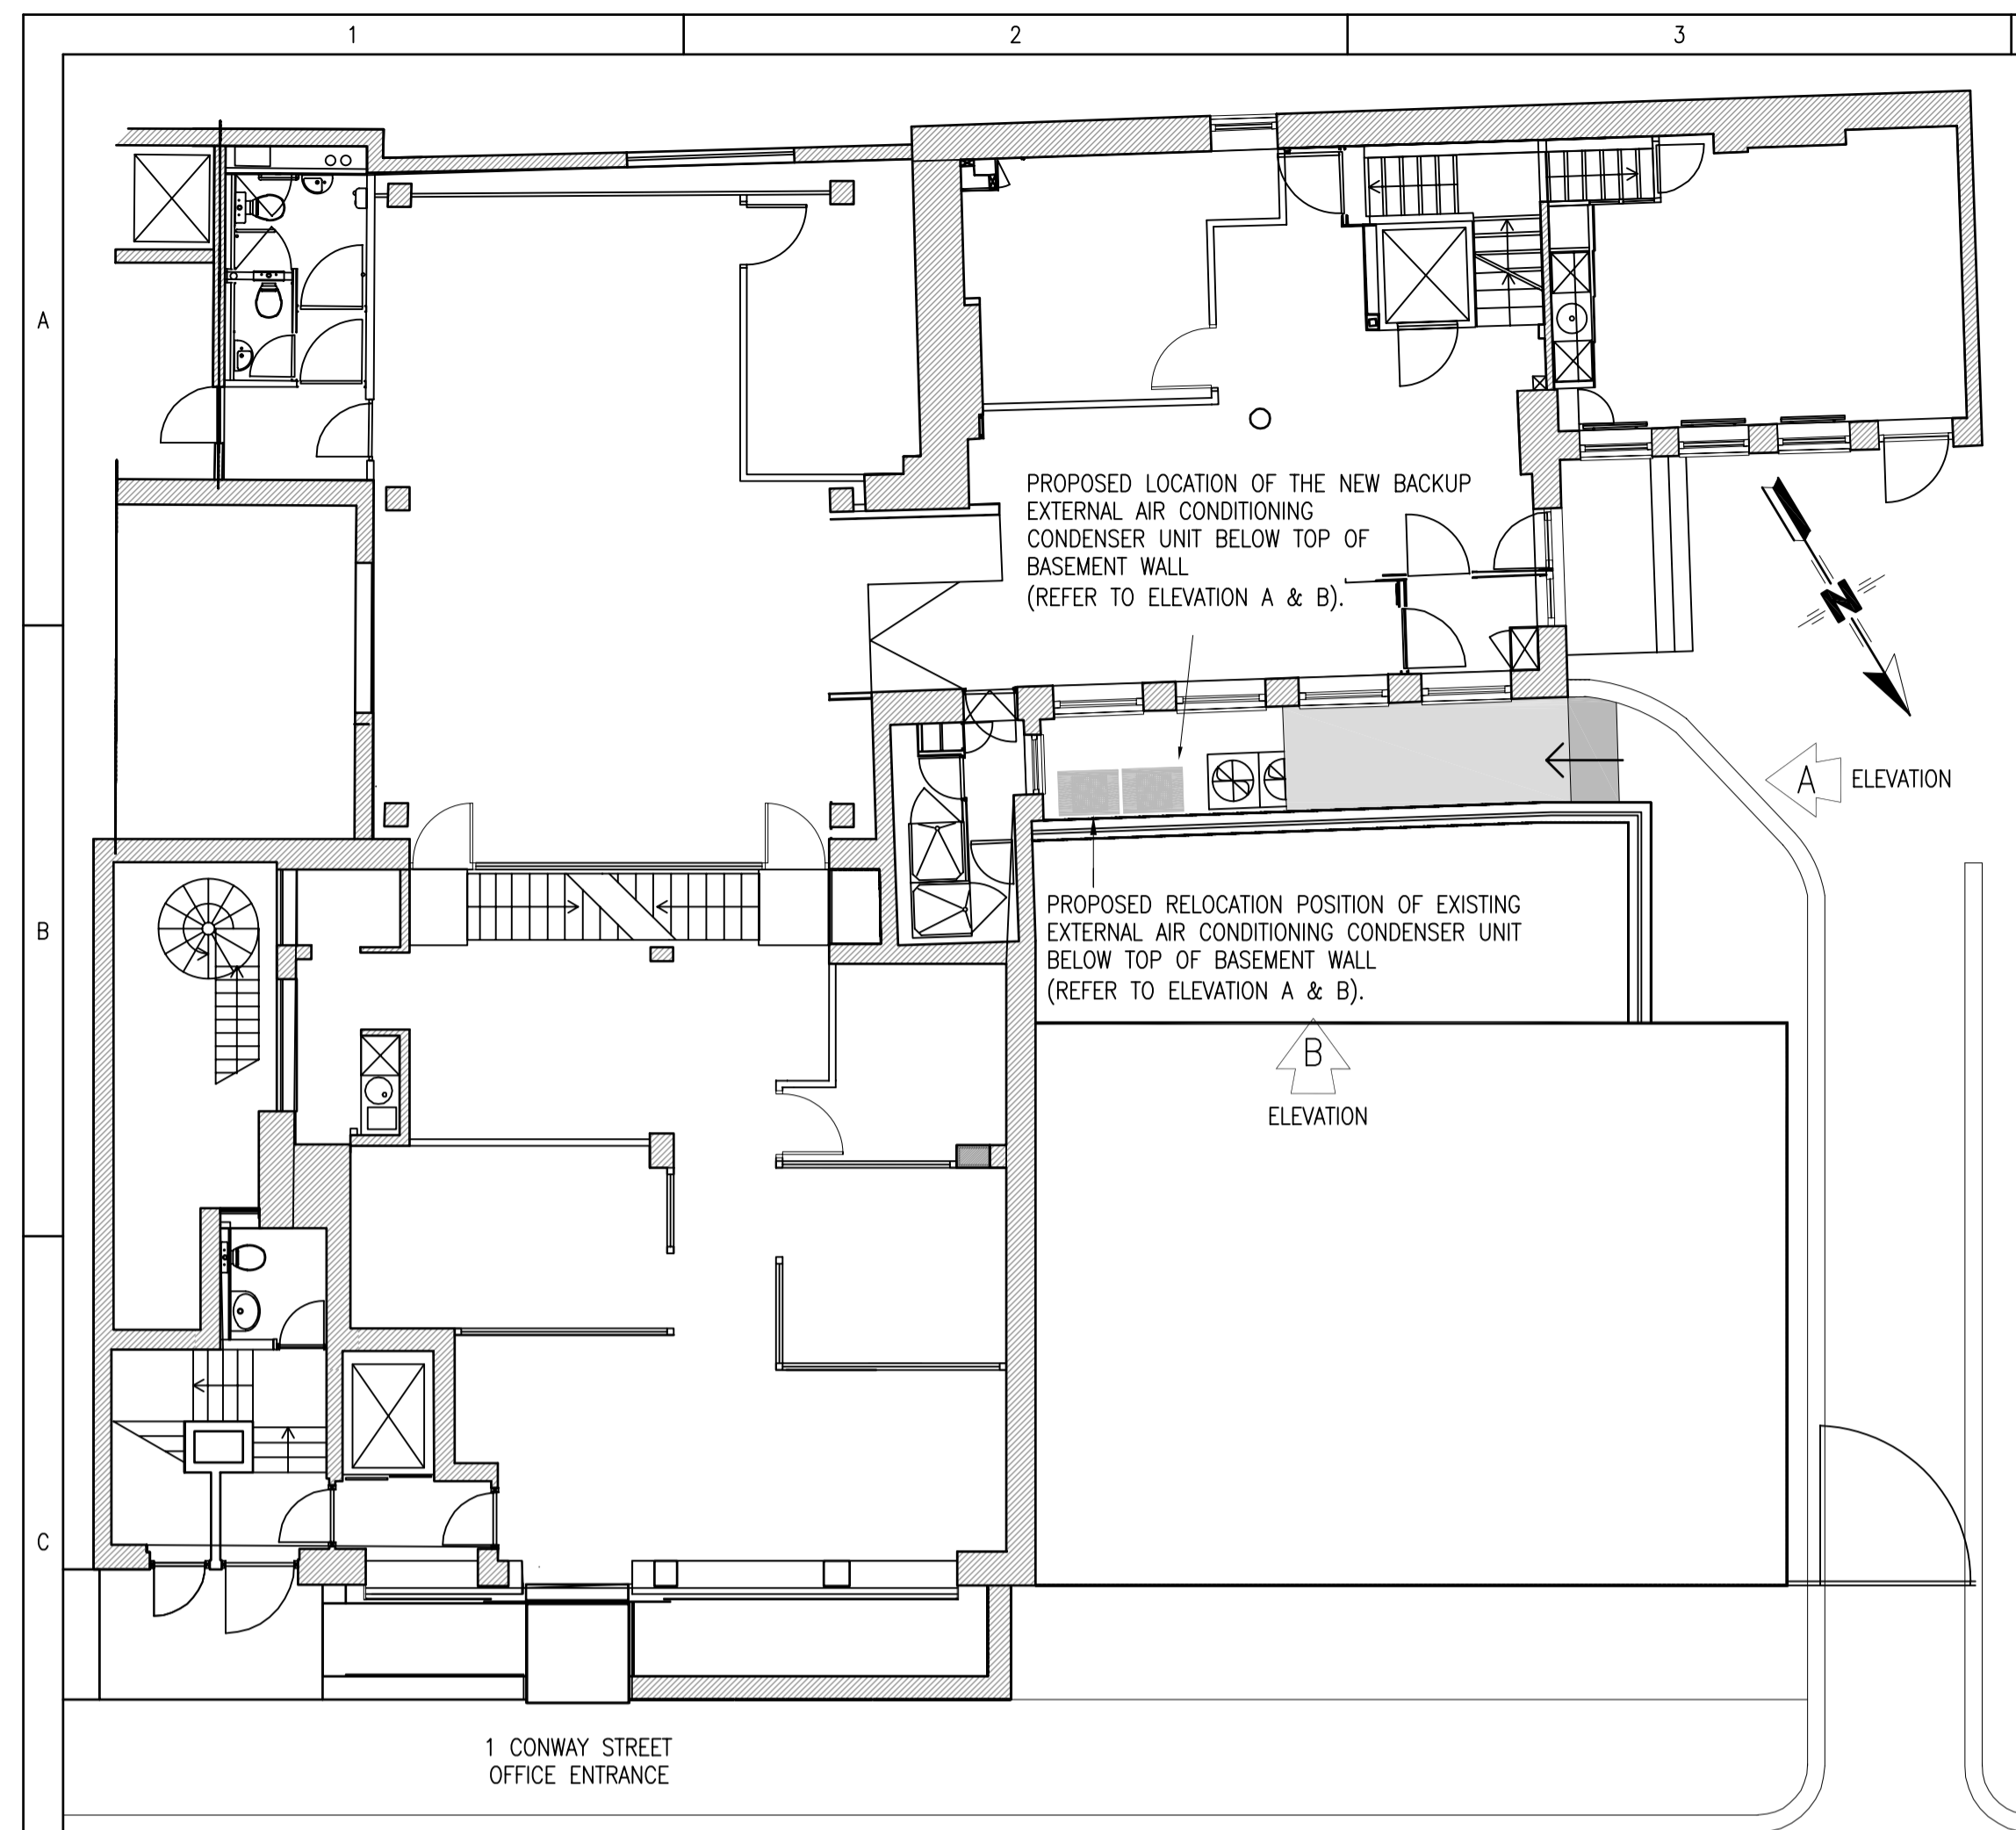 1
2
3
A
PROPOSED LOCATION OF THE NEW BACKUP
EXTERNAL AIR CONDITIONING
CONDENSER UNIT BELOW TOP OF
BASEMENT WALL
(REFER TO ELEVATION A & B).
N
A
ELEVATION
B
PROPOSED RELOCATION POSITION OF EXISTING
EXTERNAL AIR CONDITIONING CONDENSER UNIT
BELOW TOP OF BASEMENT WALL
(REFER TO ELEVATION A & B).
B
ELEVATION
C
1 CONWAY STREET
OFFICE ENTRANCE